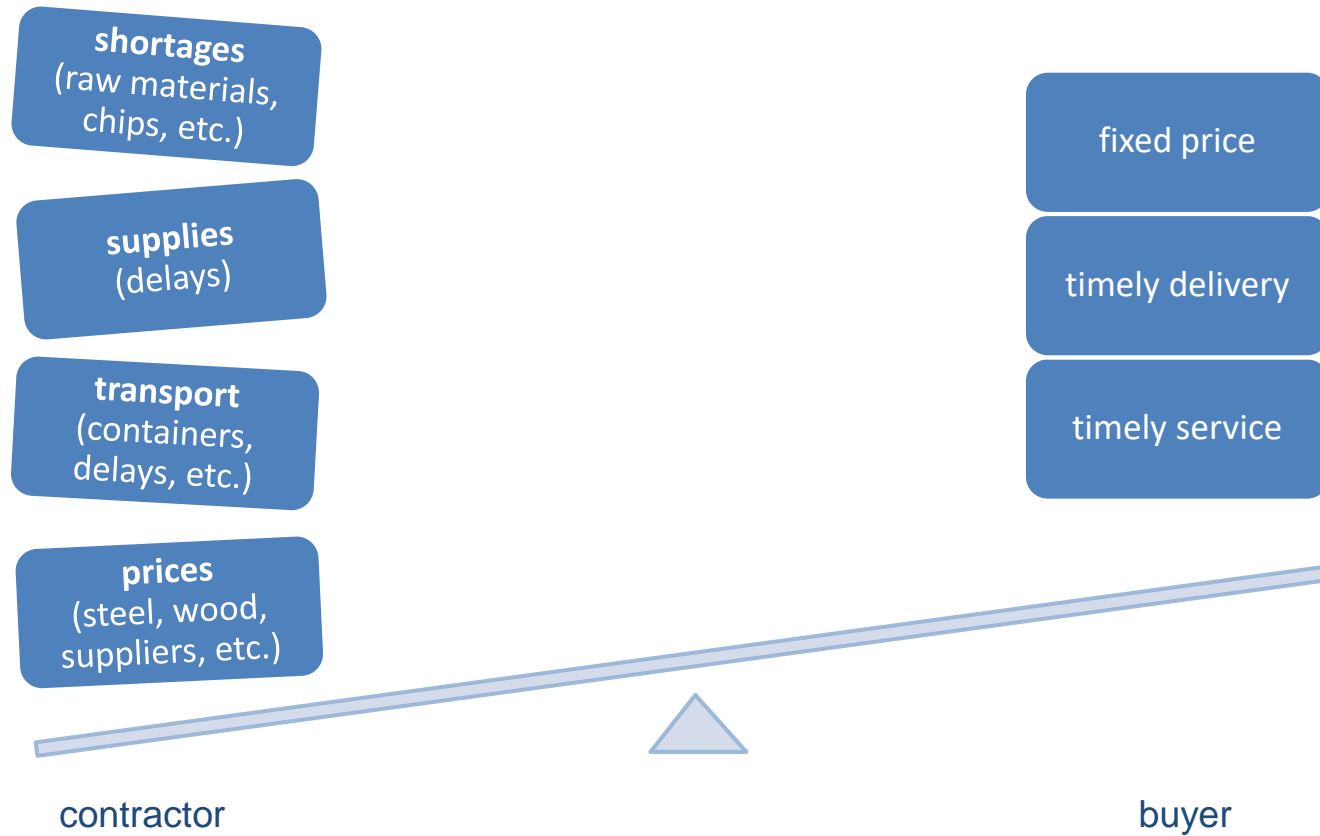 shortages
(raw materials,
chips, etc.)
supplies
(delays)
transport
(containers,
delays, etc.)
prices
(steel, wood,
suppliers, etc.)
fixed price
timely delivery
timely service
contractor
buyer